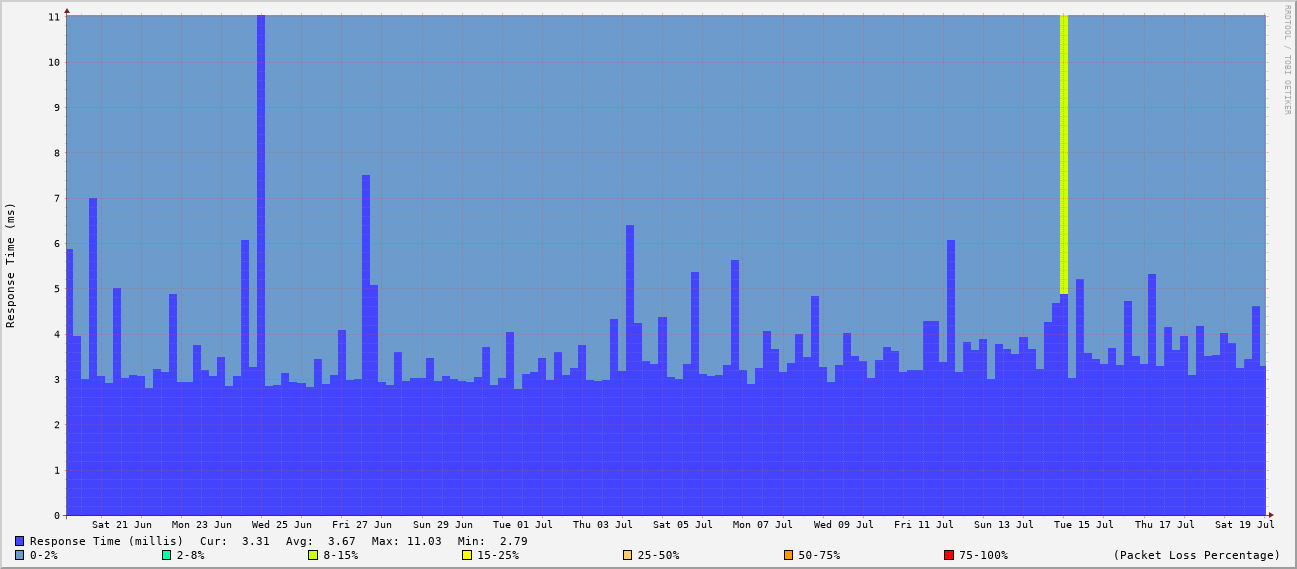 RRDTOOL / TOBI OETIKER
Response Time (ms)
11
10
9
8
7
6
5
4
3
2
1
0
Sat 21 Jun Mon 23 Jun Wed 25 Jun Fri 27 Jun Sun 29 Jun Tue 01 Jul Thu 03 Jul Sat 05 Jul Mon 07 Jul Wed 09 Jul Fri 11 Jul Sun 13 Jul Tue 15 Jul Thu 17 Jul Sat 19 Jul
Response Time (millis) Cur: 3.31 Avg: 3.67 Max: 11.03 Min: 2.79
0-2% 2-8% 8-15% 15-25% 25-50% 50-75% 75-100% (Packet Loss Percentage)